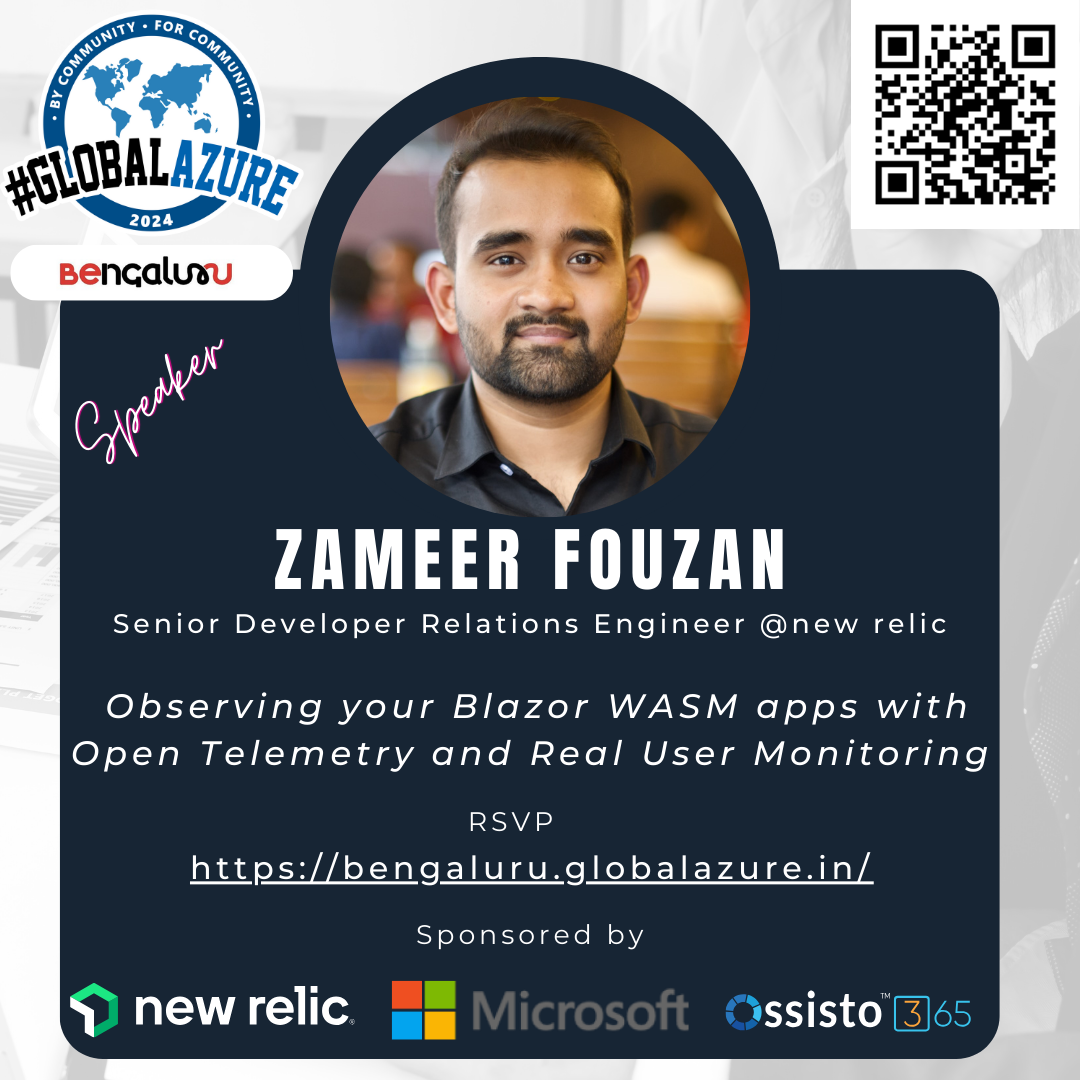 BY COMMUNITY • FOR COMMUNITY
#GLOBALAZURE
2024
BengaluRU
Speaker
ZAMEER FOUZAN
Senior Developer Relations Engineer @new relic
Observing your Blazor WASM apps with
Open Telemetry and Real User Monitoring
RSVP
https://bengaluru.globalazure.in/
Sponsored by
new relic®
Microsoft
Ossisto™ 365